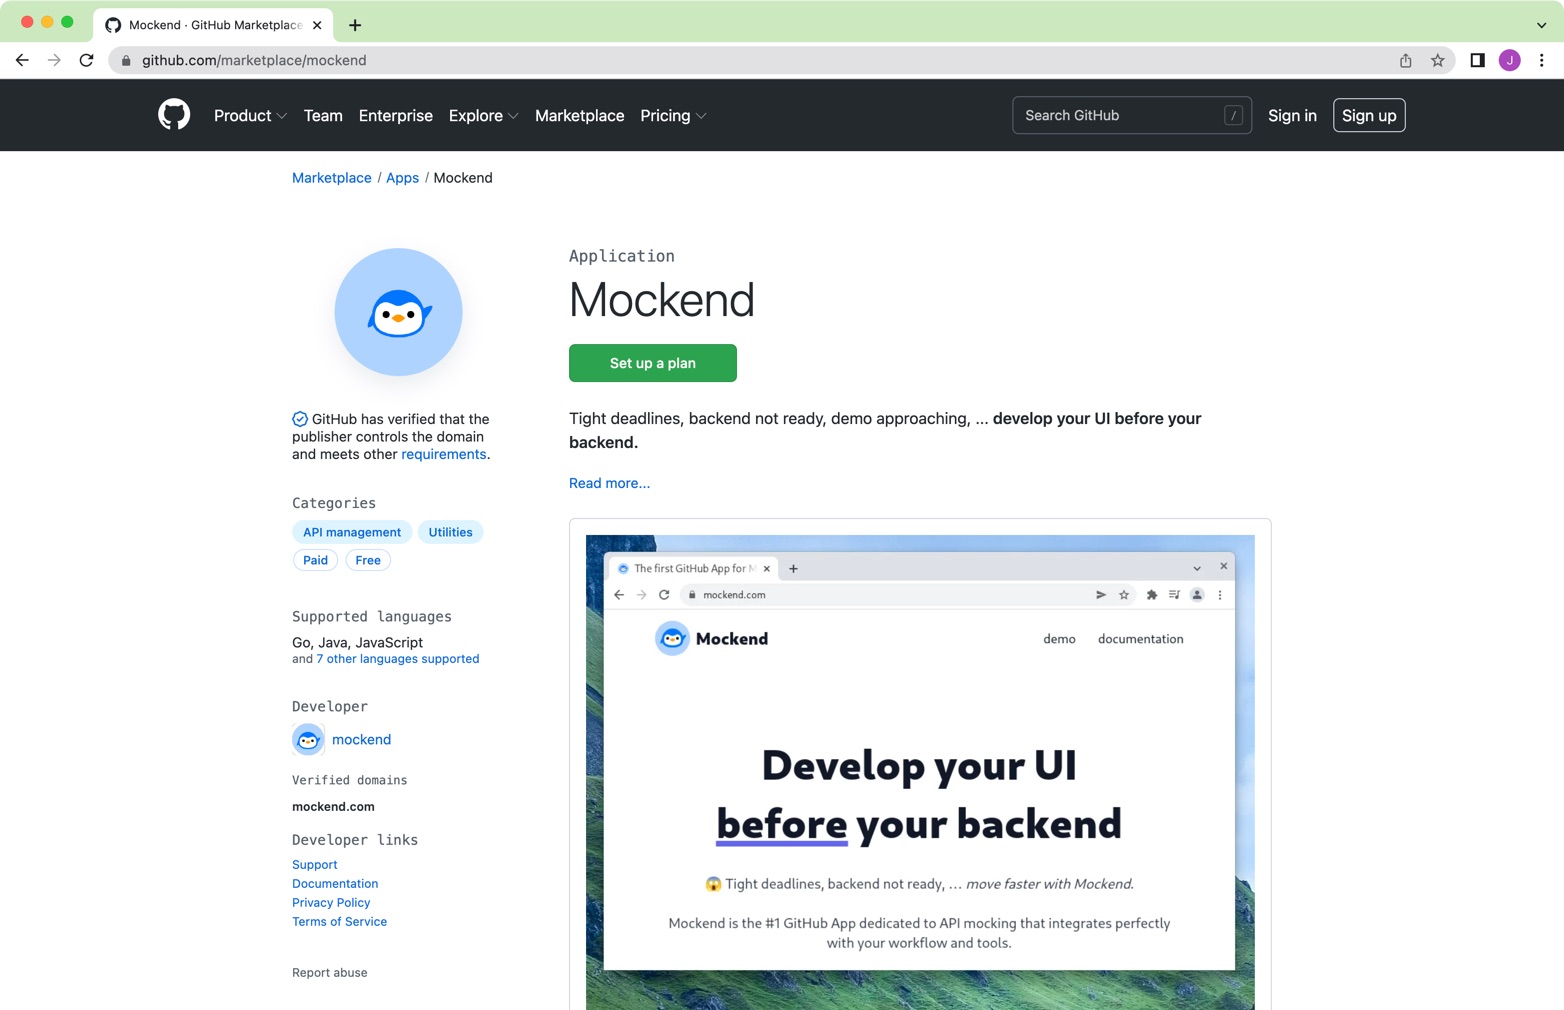 Mockend · GitHub Marketplace
github.com/marketplace/mockend
J
Product Team Enterprise Explore Marketplace Pricing Search GitHub / Sign in Sign up
Marketplace / Apps / Mockend
Application
Mockend
Set up a plan
GitHub has verified that the
publisher controls the domain
and meets other requirements.
Tight deadlines, backend not ready, demo approaching, ... develop your UI before your
backend.
Read more...
Categories
API management Utilities
Paid Free
Supported languages
Go, Java, JavaScript
and 7 other languages supported
Developer
mockend
Verified domains
mockend.com
Developer links
Support
Documentation
Privacy Policy
Terms of Service
Report abuse
The first GitHub App for M
mockend.com
Mockend demo documentation
Develop your UI
before your backend
😱 Tight deadlines, backend not ready, … move faster with Mockend.
Mockend is the #1 GitHub App dedicated to API mocking that integrates perfectly
with your workflow and tools.